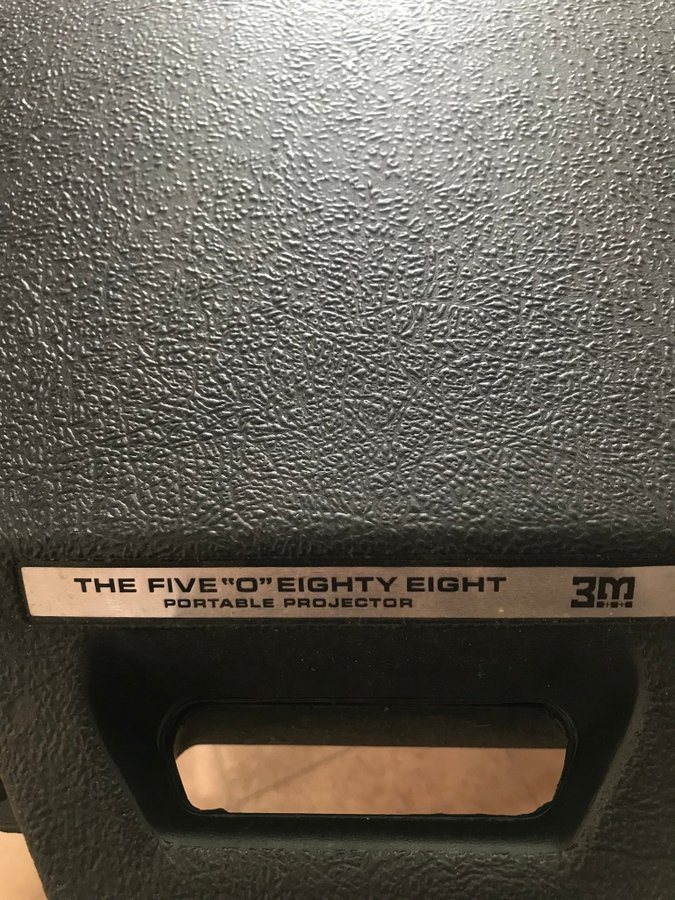 THE FIVE "O" EIGHTY EIGHT
PORTABLE PROJECTOR
3m